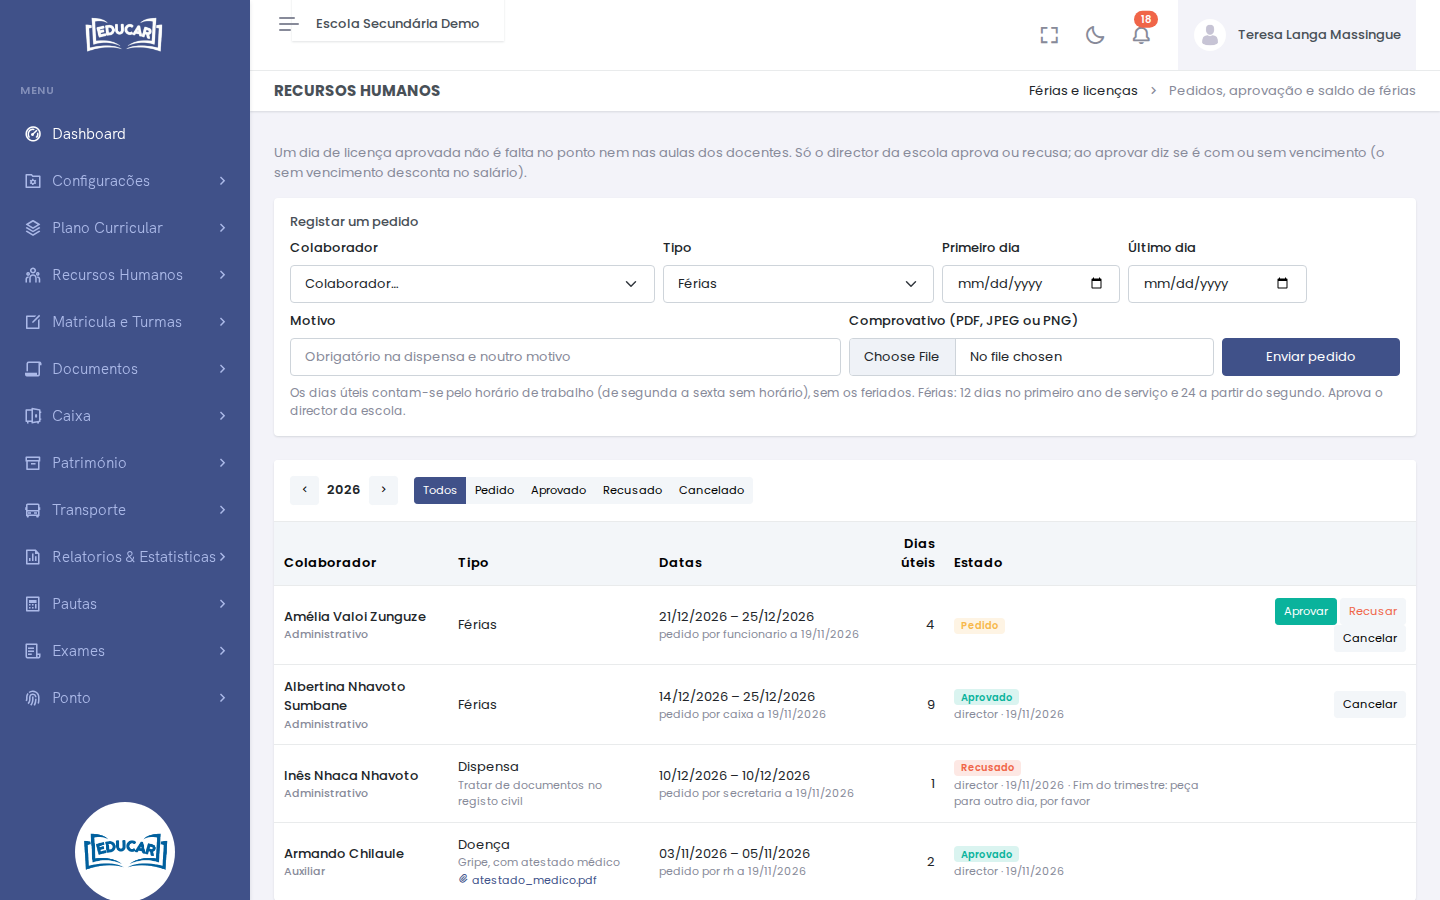 EDUCAR
Escola Secundária Demo
18
Teresa Langa Massingue
MENU
Dashboard
Configuracões
Plano Curricular
Recursos Humanos
Matricula e Turmas
Documentos
Caixa
Património
Transporte
Relatorios & Estatisticas
Pautas
Exames
Ponto
EDUCAR
RECURSOS HUMANOS
Férias e licenças > Pedidos, aprovação e saldo de férias
Um dia de licença aprovada não é falta no ponto nem nas aulas dos docentes. Só o director da escola aprova ou recusa; ao aprovar diz se é com ou sem vencimento (o
sem vencimento desconta no salário).
Registar um pedido
Colaborador Tipo Primeiro dia Último dia
Colaborador... Férias mm/dd/yyyy mm/dd/yyyy
Motivo Comprovativo (PDF, JPEG ou PNG)
Obrigatório na dispensa e noutro motivo Choose File No file chosen Enviar pedido
Os dias úteis contam-se pelo horário de trabalho (de segunda a sexta sem horário), sem os feriados. Férias: 12 dias no primeiro ano de serviço e 24 a partir do segundo. Aprova o
director da escola.
2026 Todos Pedido Aprovado Recusado Cancelado
Colaborador Tipo Datas Dias úteis Estado
Amélia Valoi Zunguze
Administrativo
Férias
21/12/2026 – 25/12/2026
pedido por funcionario a 19/11/2026
4
Pedido
Aprovar Recusar
Cancelar
Albertina Nhavoto
Sumbane
Administrativo
Férias
14/12/2026 – 25/12/2026
pedido por caixa a 19/11/2026
9
Aprovado
director · 19/11/2026
Cancelar
Inês Nhaca Nhavoto
Administrativo
Dispensa
Tratar de documentos no
registo civil
10/12/2026 – 10/12/2026
pedido por secretaria a 19/11/2026
1
Recusado
director · 19/11/2026 · Fim do trimestre: peça
para outro dia, por favor
Armando Chilaule
Auxiliar
Doença
Gripe, com atestado médico
atestado_medico.pdf
03/11/2026 – 05/11/2026
pedido por rh a 19/11/2026
2
Aprovado
director · 19/11/2026